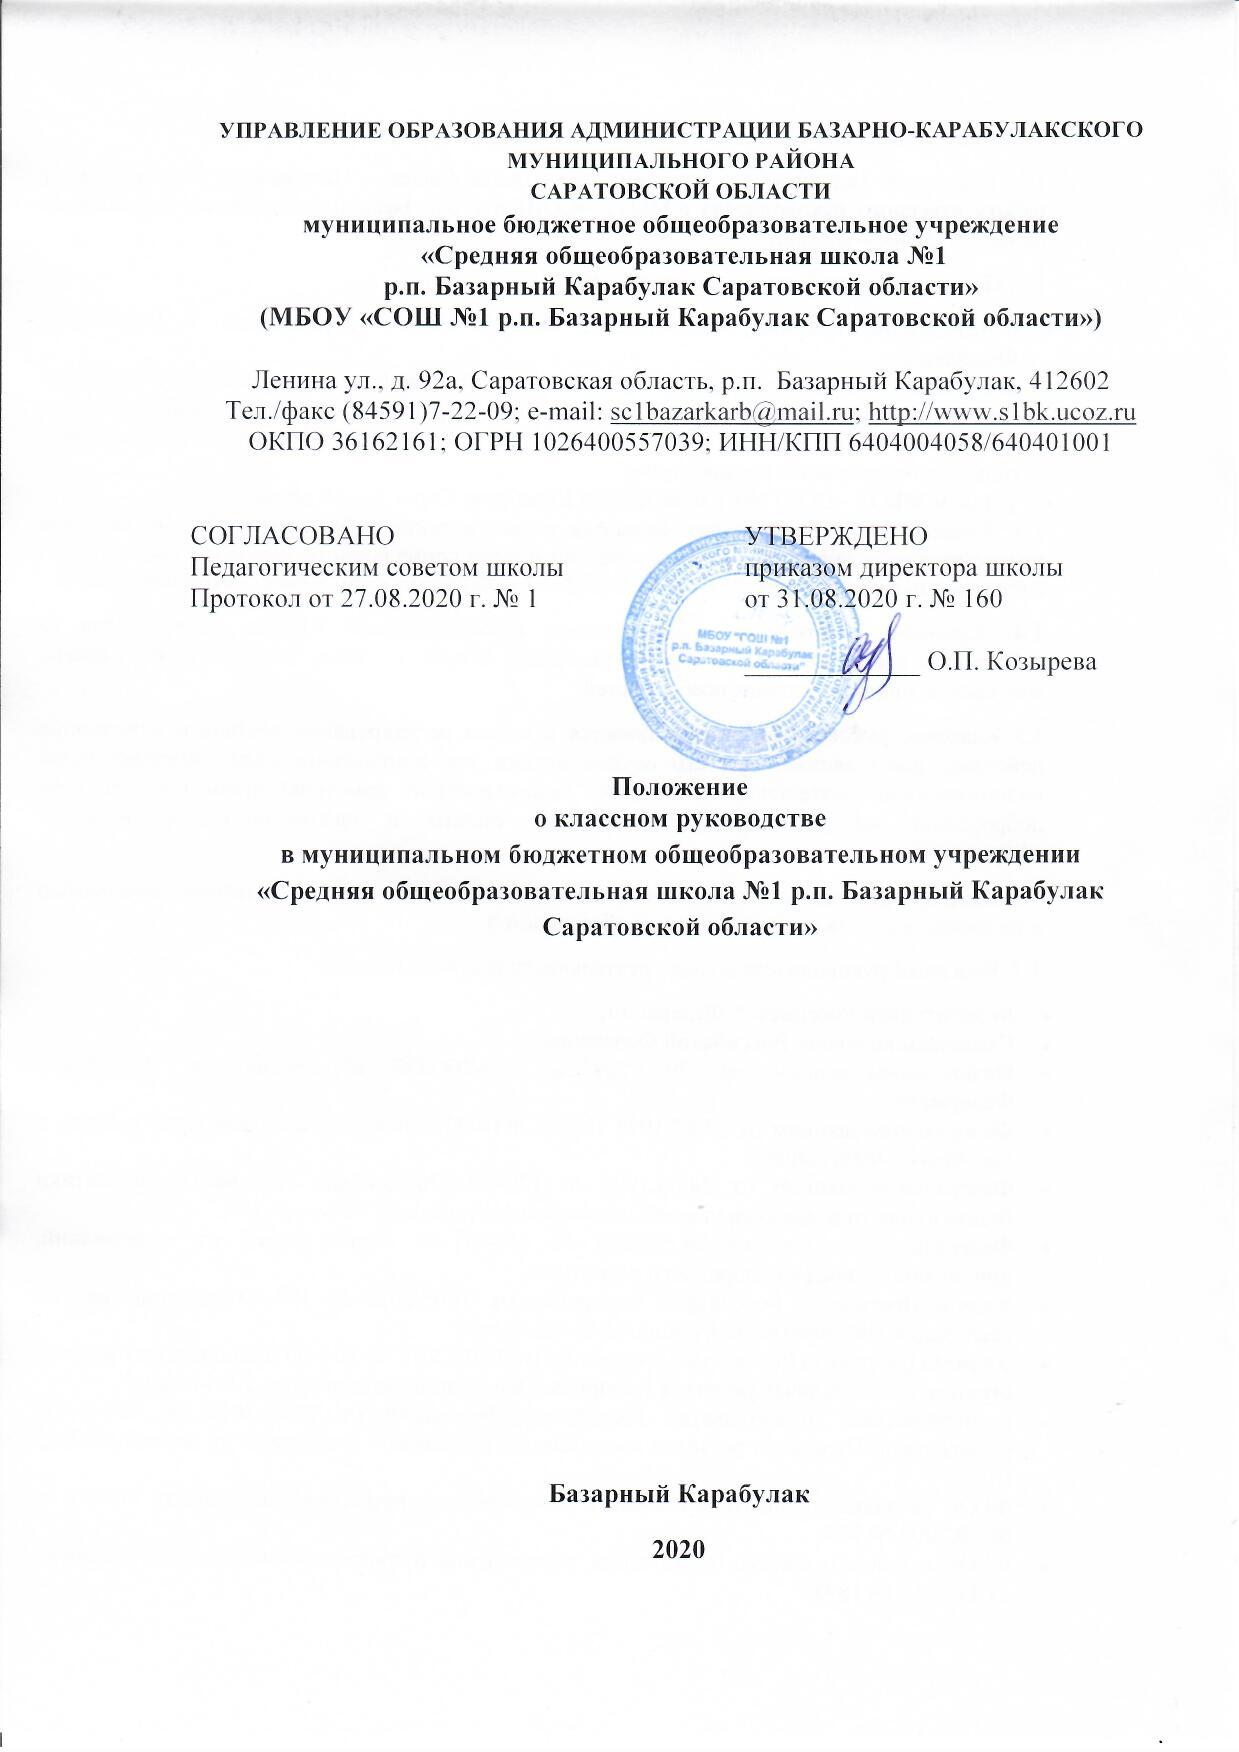 УПРАВЛЕНИЕ ОБРАЗОВАНИЯ АДМИНИСТРАЦИИ БАЗАРНО-КАРАБУЛАКСКОГО
МУНИЦИПАЛЬНОГО РАЙОНА
САРАТОВСКОЙ ОБЛАСТИ
муниципальное бюджетное общеобразовательное учреждение
«Средняя общеобразовательная школа №1
р.п. Базарный Карабулак Саратовской области»
(МБОУ «СОШ №1 р.п. Базарный Карабулак Саратовской области»)
Ленина ул., д. 92а, Саратовская область, р.п. Базарный Карабулак, 412602
Тел./факс (84591)7-22-09; e-mail: sc1bazarkarb@mail.ru; http://www.s1bk.ucoz.ru
ОКПО 36162161; ОГРН 1026400557039; ИНН/КПП 6404004058/640401001
СОГЛАСОВАНО
Педагогическим советом школы
Протокол от 27.08.2020 г. № 1
УТВЕРЖДЕНО
приказом директора школы
от 31.08.2020 г. № 160
О.П. Козырева
МБОУ "СОШ №1
р.п. Базарный Карабулак
Саратовской области"
Положение
о классном руководстве
в муниципальном бюджетном общеобразовательном учреждении
«Средняя общеобразовательная школа №1 р.п. Базарный Карабулак
Саратовской области»
Базарный Карабулак
2020